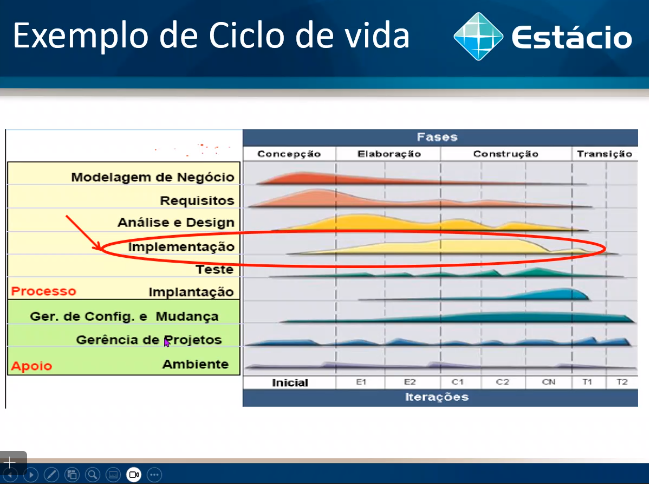 Exemplo de Ciclo de vida
Estácio
Fases
Concepção Elaboração Construção Transição
Modelagem de Negócio
Requisitos
Análise e Design
Implementação
Teste
Processo Implantação
Ger. de Config. e Mudança
Gerência de Projetos
Apoio Ambiente
Inicial E1 E2 C1 C2 CN T1 T2
Iterações